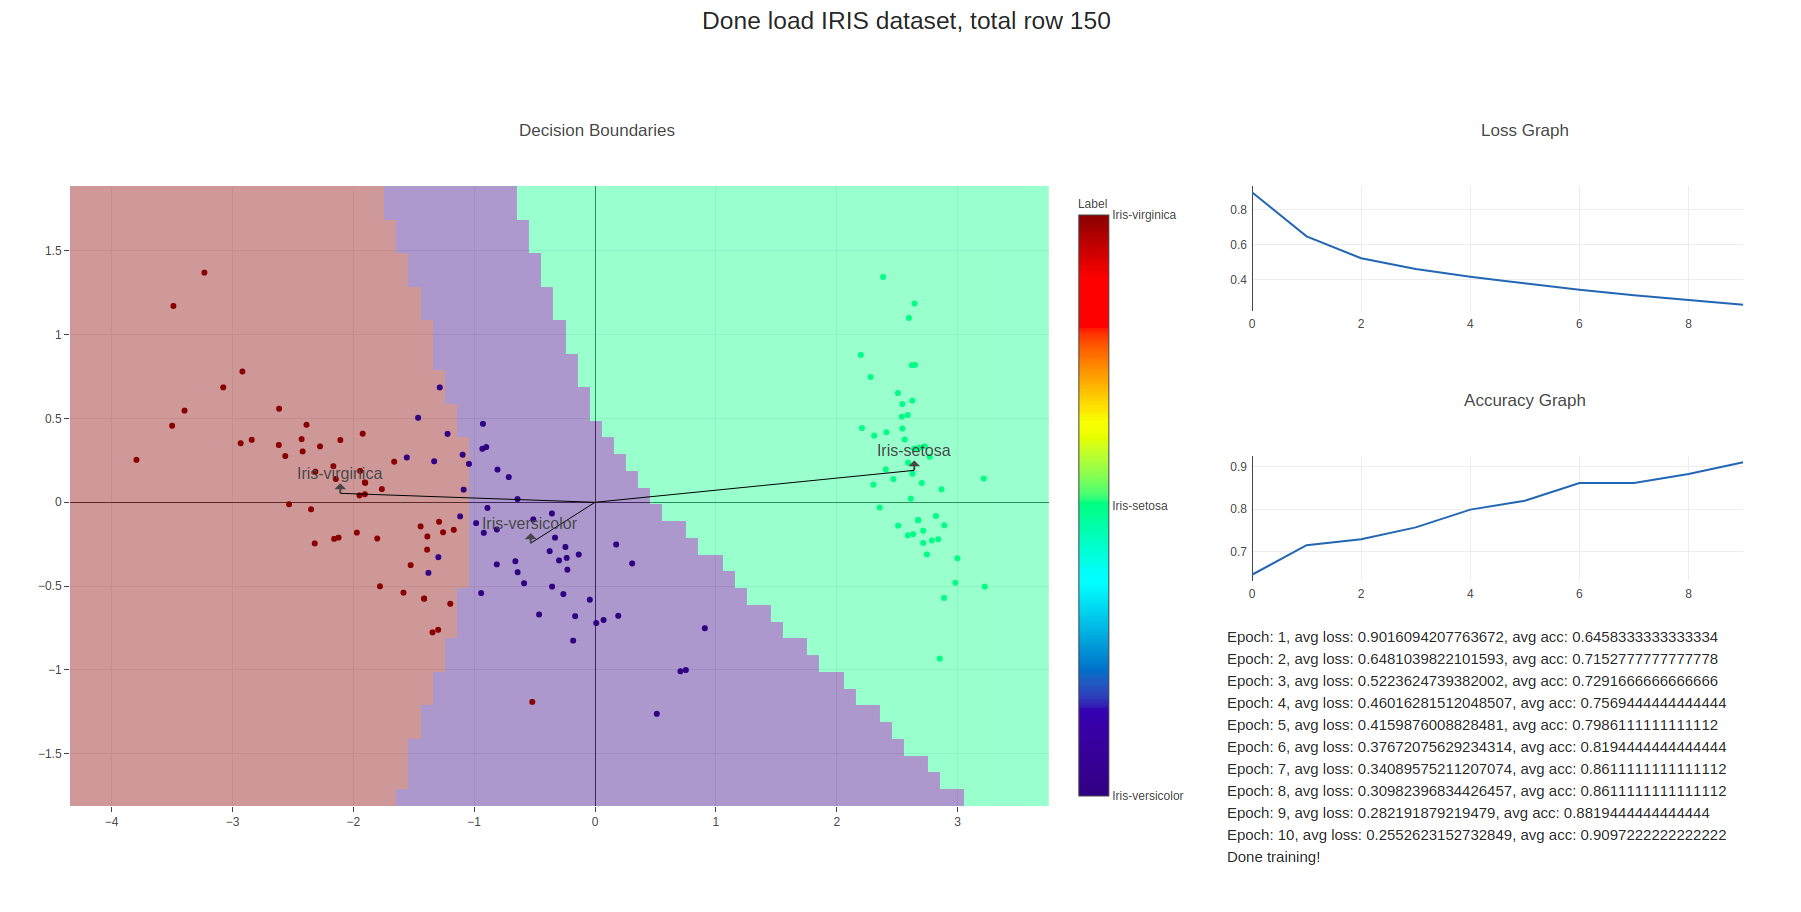 Done load IRIS dataset, total row 150
Decision Boundaries
1.5
1
0.5
0
−0.5
−1
−1.5
−4
−3
−2
−1
0
1
2
3
Iris-virginica
Iris-versicolor
Iris-setosa
Label
Iris-virginica
Iris-setosa
Iris-versicolor
Loss Graph
0.8
0.6
0.4
0
2
4
6
8
Accuracy Graph
0.9
0.8
0.7
0
2
4
6
8
Epoch: 1, avg loss: 0.9016094207763672, avg acc: 0.6458333333333334
Epoch: 2, avg loss: 0.6481039822101593, avg acc: 0.7152777777777778
Epoch: 3, avg loss: 0.5223624739382002, avg acc: 0.7291666666666666
Epoch: 4, avg loss: 0.46016281512048507, avg acc: 0.7569444444444444
Epoch: 5, avg loss: 0.4159876008828481, avg acc: 0.7986111111111112
Epoch: 6, avg loss: 0.37672075629234314, avg acc: 0.8194444444444444
Epoch: 7, avg loss: 0.34089575211207074, avg acc: 0.8611111111111112
Epoch: 8, avg loss: 0.30982396834426457, avg acc: 0.8611111111111112
Epoch: 9, avg loss: 0.282191879219479, avg acc: 0.8819444444444444
Epoch: 10, avg loss: 0.2552623152732849, avg acc: 0.9097222222222222
Done training!